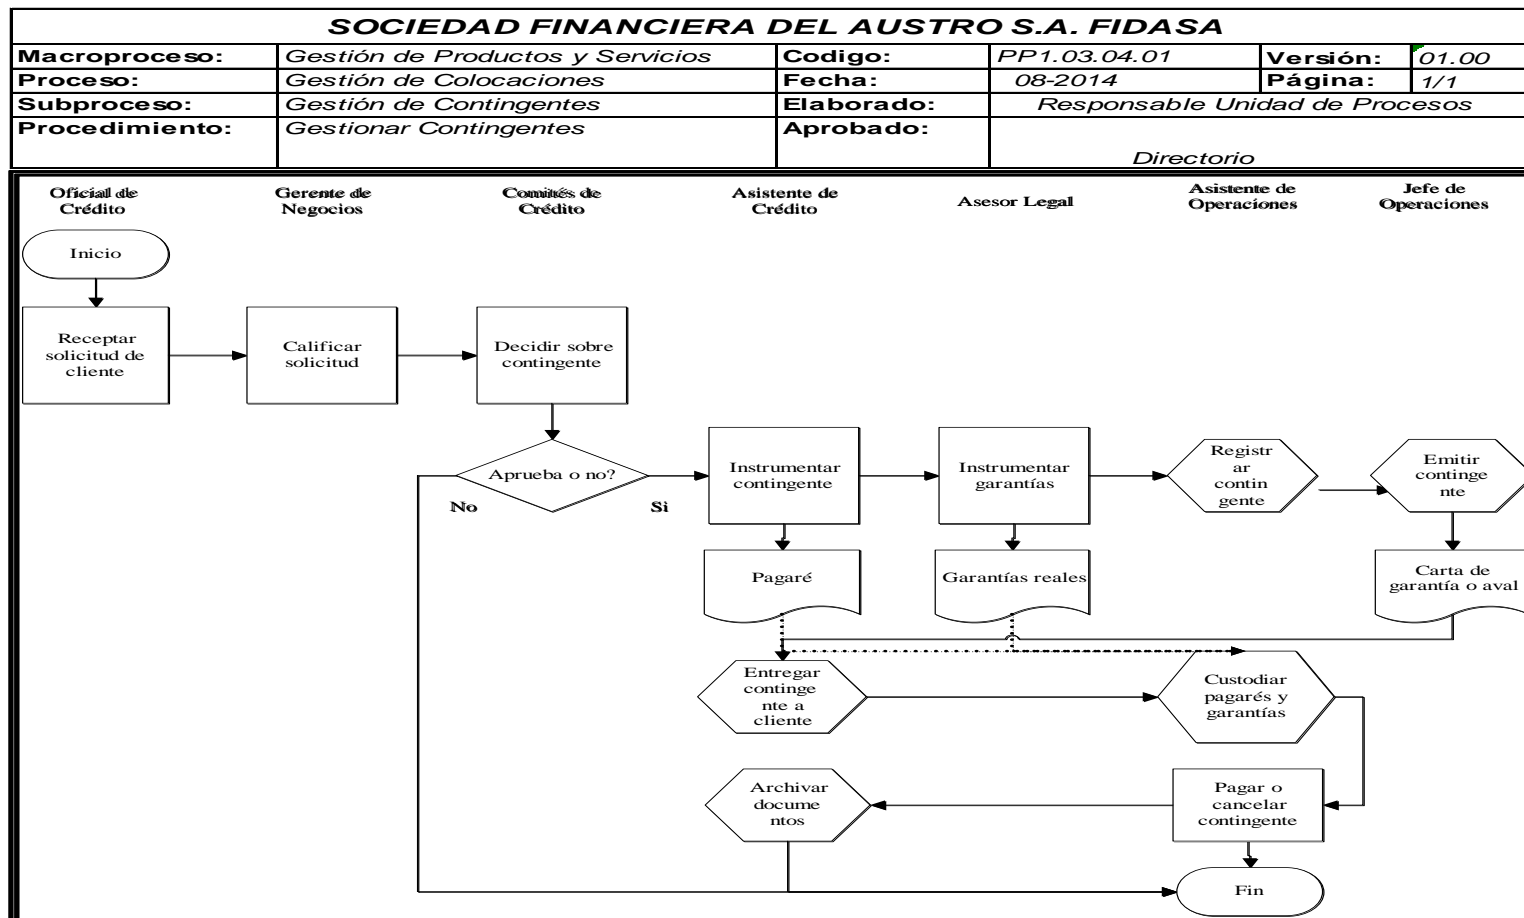 SOCIEDAD FINANCIERA DEL AUSTRO S.A. FIDASA
Macroproceso: Gestión de Productos y Servicios Codigo: PP1.03.04.01 Versión: 01.00
Proceso: Gestión de Colocaciones Fecha: 08-2014 Página: 1/1
Subproceso: Gestión de Contingentes Elaborado: Responsable Unidad de Procesos
Procedimiento: Gestionar Contingentes Aprobado:
Directorio
Oficial de
Crédito
Gerente de
Negocios
Comités de
Crédito
Asistente de
Crédito
Asesor Legal
Asistente de
Operaciones
Jefe de
Operaciones
Inicio
Receptar
solicitud de
cliente
Calificar
solicitud
Decidir sobre
contingente
Aprueba o no?
No
Sì
Instrumentar
contingente
Instrumentar
garantías
Registr
ar
contin
gente
Emitir
continge
nte
Pagaré
Garantías reales
Carta de
garantía o aval
Entregar
continge
nte a
cliente
Custodiar
pagarés y
garantías
Archivar
docume
ntos
Pagar o
cancelar
contingente
Fin